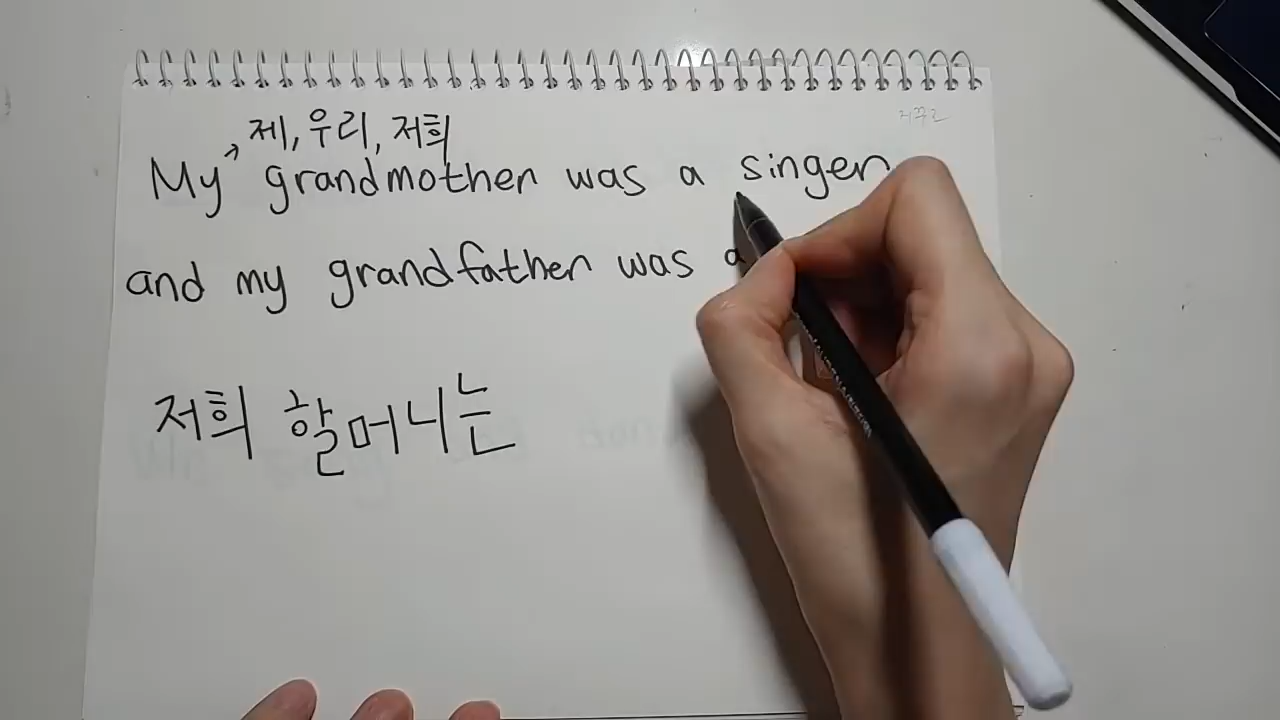 제, 우리, 저희
My grandmother was a singer
and my grandfather was a
저희 할머니는